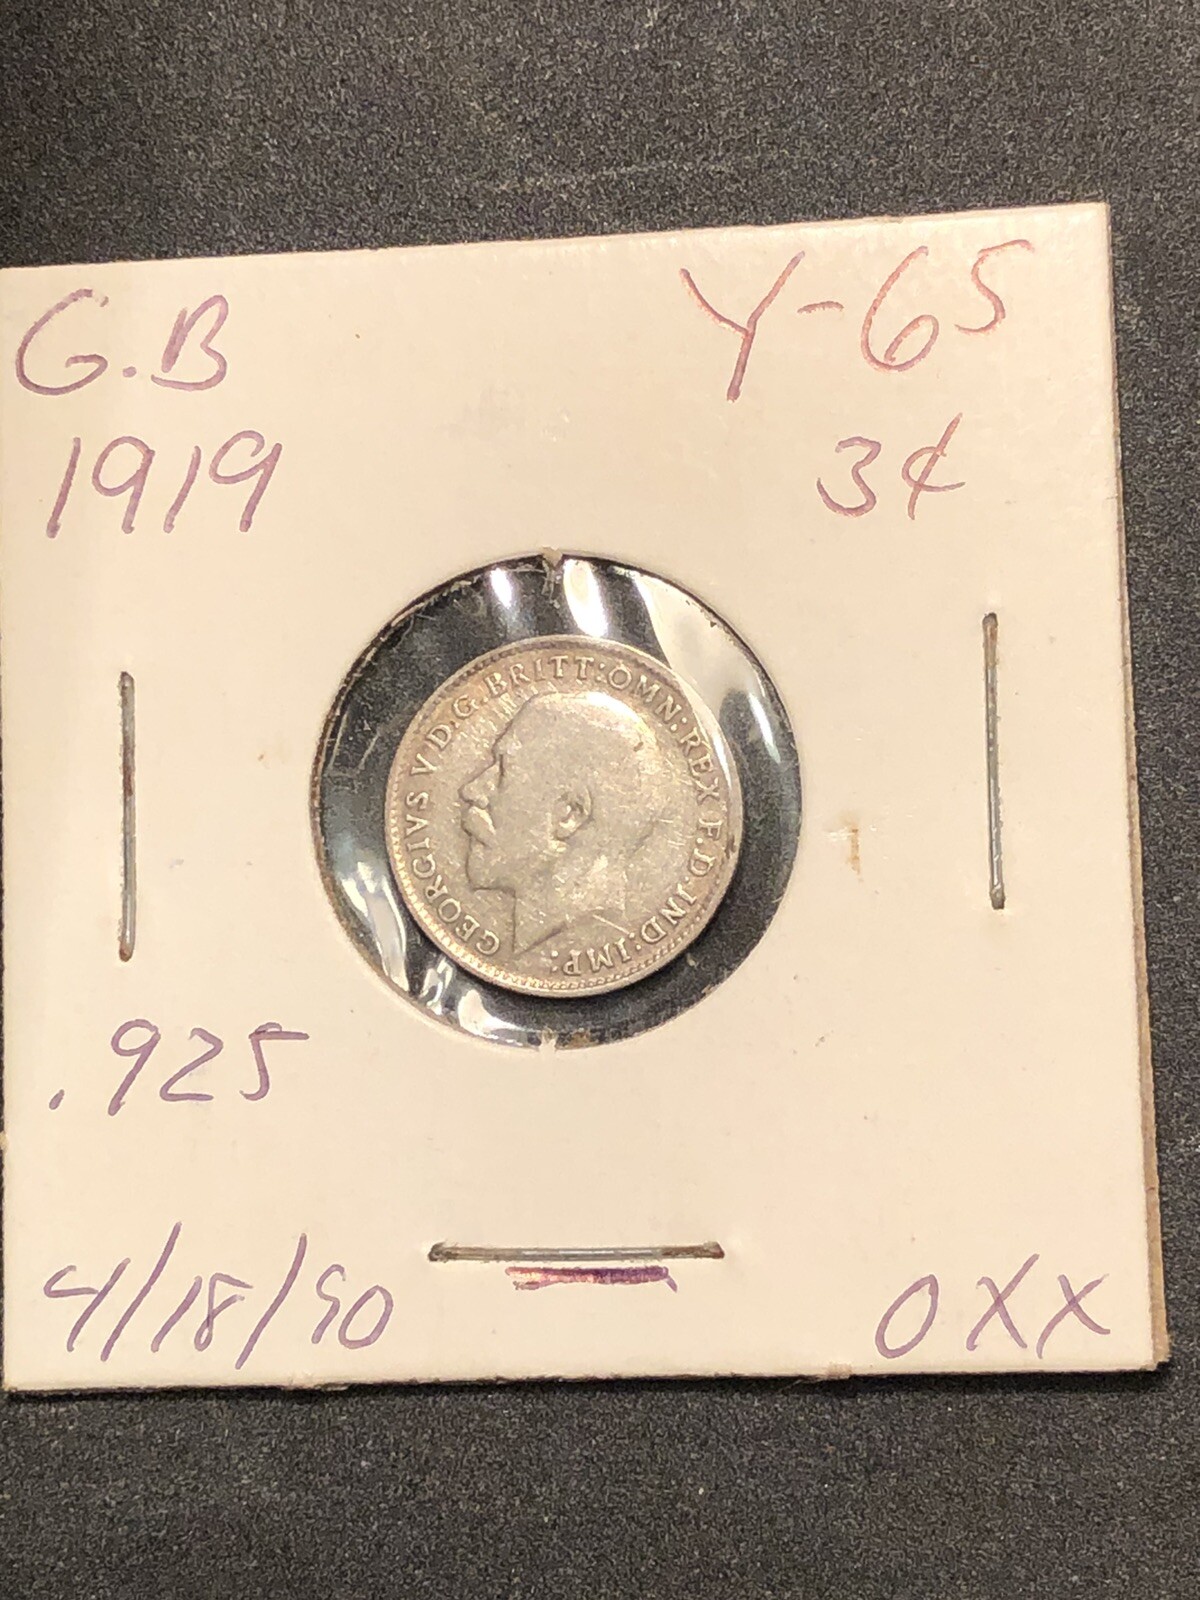 G.B
Y-65
1919
3¢
GEORGIVS V D.G.BRITT:OMN:REX F.D.IND:IMP:
.925
4/18/90
OXX